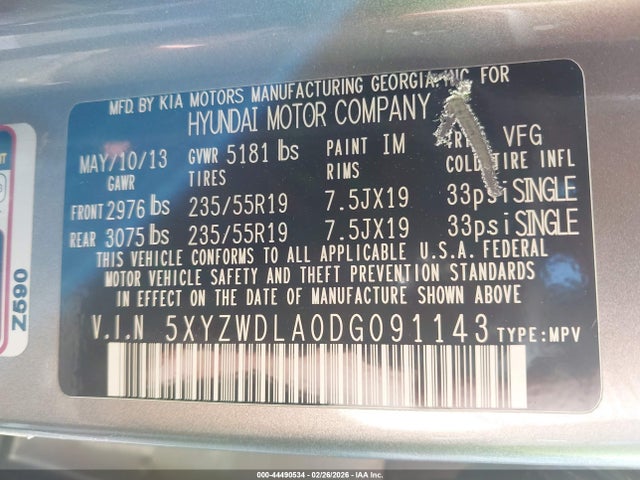 MFD. BY KIA MOTORS MANUFACTURING GEORGIA, INC. FOR
HYUNDAI MOTOR COMPANY
MAY/10/13 GVWR 5181 lbs PAINT IM VFG
GAWR TIRES RIMS COLD TIRE INFL
FRONT 2976 lbs 235/55R19 7.5JX19 33psi SINGLE
REAR 3075 lbs 235/55R19 7.5JX19 33psi SINGLE
THIS VEHICLE CONFORMS TO ALL APPLICABLE U.S.A. FEDERAL
MOTOR VEHICLE SAFETY AND THEFT PREVENTION STANDARDS
IN EFFECT ON THE DATE OF MANUFACTURE SHOWN ABOVE
V.I.N 5XYZWDLA0DG091143 TYPE:MPV
Z690
000-44490534 | 02/26/2026 | IAA Inc.